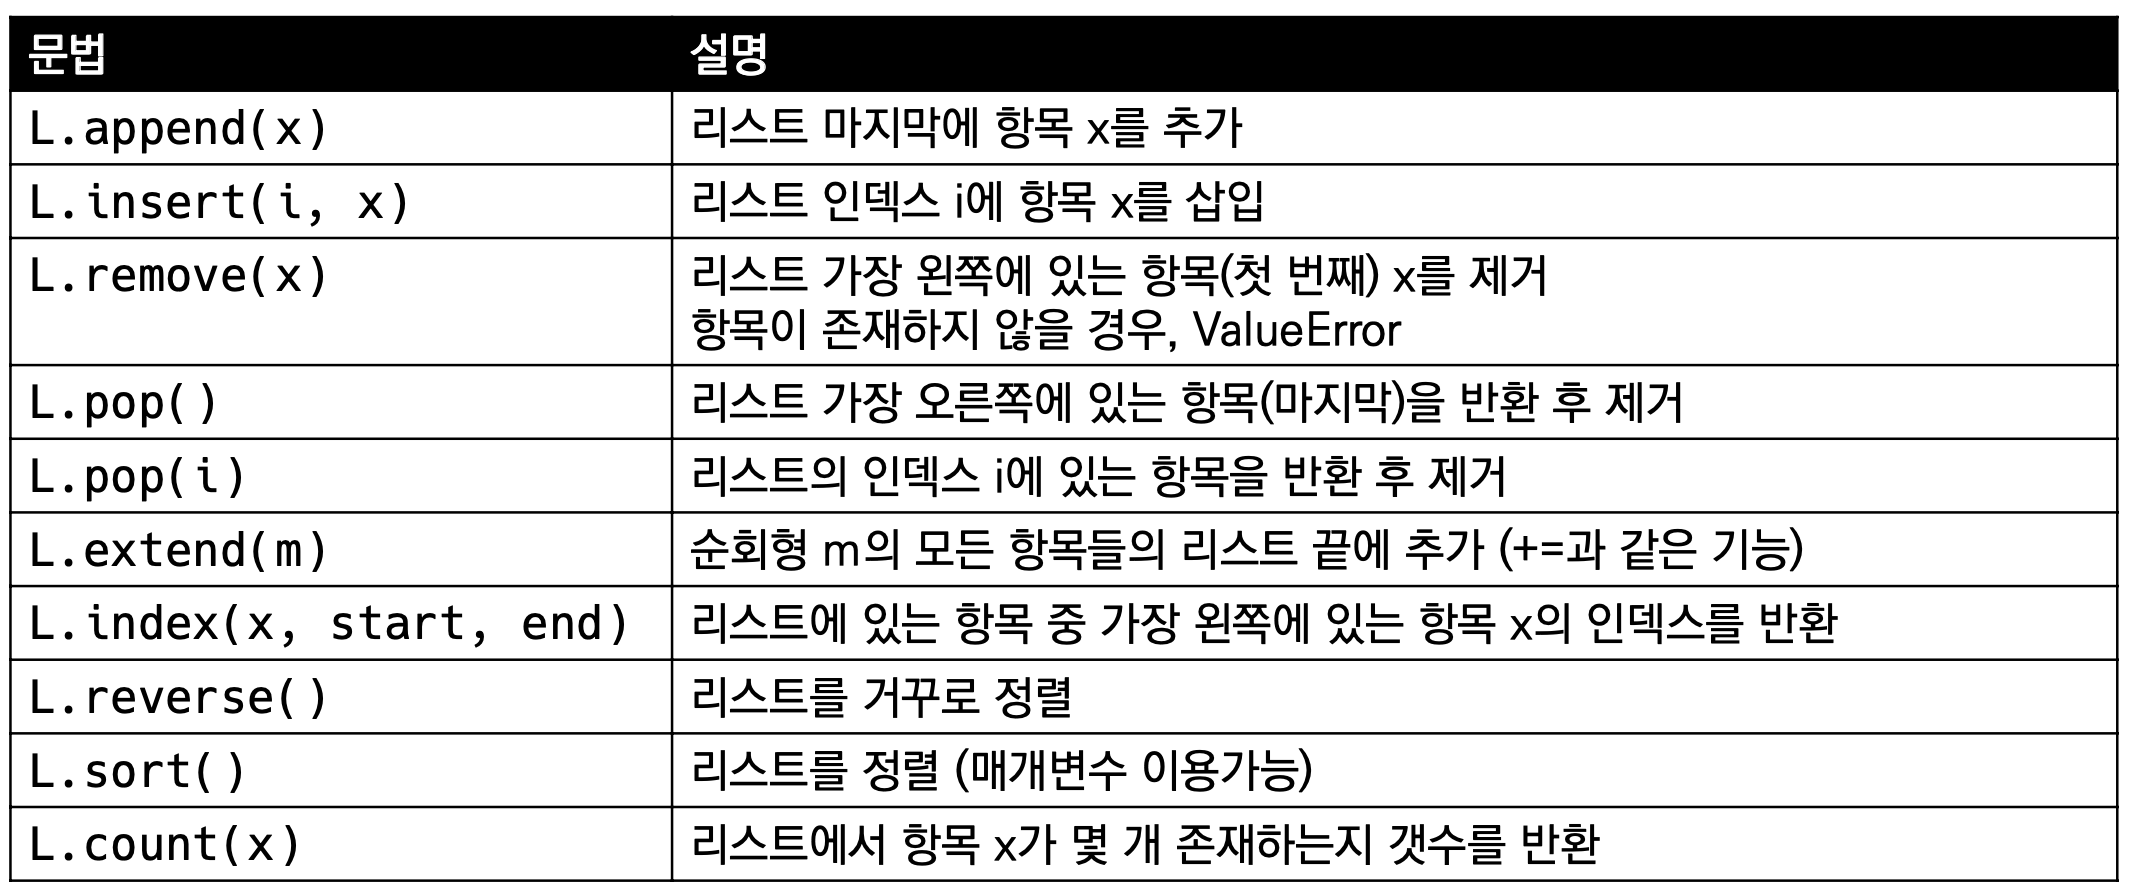 문법 설명
L.append(x) 리스트 마지막에 항목 x를 추가
L.insert(i, x) 리스트 인덱스 i에 항목 x를 삽입
L.remove(x) 리스트 가장 왼쪽에 있는 항목(첫 번째) x를 제거
항목이 존재하지 않을 경우, ValueError
L.pop() 리스트 가장 오른쪽에 있는 항목(마지막)을 반환 후 제거
L.pop(i) 리스트의 인덱스 i에 있는 항목을 반환 후 제거
L.extend(m) 순회형 m의 모든 항목들의 리스트 끝에 추가 (+=과 같은 기능)
L.index(x, start, end) 리스트에 있는 항목 중 가장 왼쪽에 있는 항목 x의 인덱스를 반환
L.reverse() 리스트를 거꾸로 정렬
L.sort() 리스트를 정렬 (매개변수 이용가능)
L.count(x) 리스트에서 항목 x가 몇 개 존재하는지 갯수를 반환